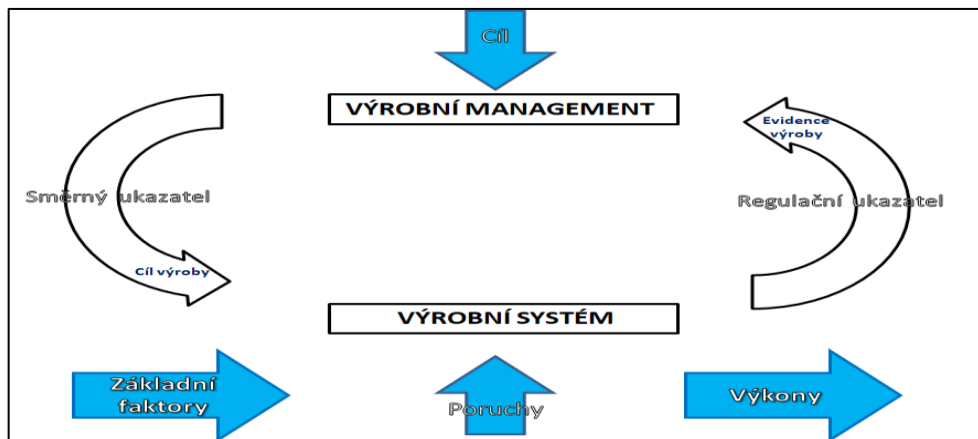 Cíl
VÝROBNÍ MANAGEMENT
Evidence
výroby
Směrný ukazatel
Regulační ukazatel
Cíl výroby
VÝROBNÍ SYSTÉM
Základní
faktory
Poruchy
Výkony